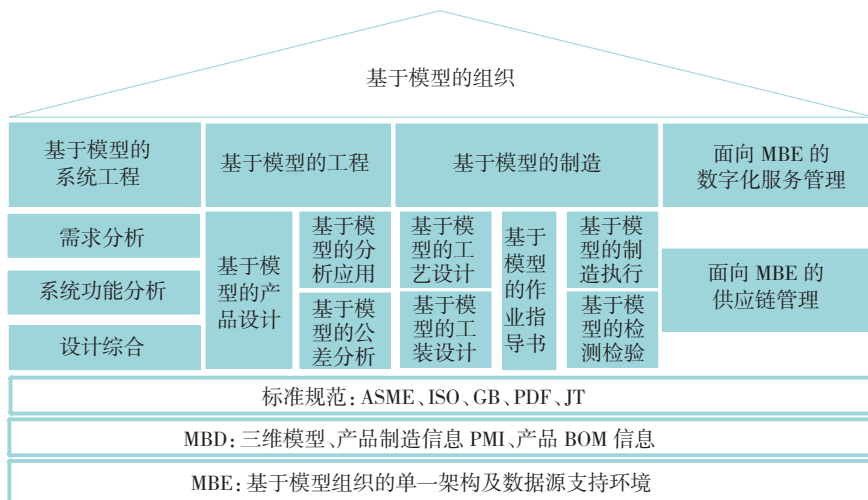 基于模型的组织
基于模型的
系统工程
基于模型的工程
基于模型的制造
面向 MBE 的
数字化服务管理
需求分析
系统功能分析
设计综合
基于模
型的产
品设计
基于模
型的分
析应用
基于模
型的公
差分析
基于模
型的工
艺设计
基于模
型的工
装设计
基于
模型
的作
业指
导书
基于模
型的制
造执行
基于模
型的检
测检验
面向 MBE 的
供应链管理
标准规范：ASME、ISO、GB、PDF、JT
MBD：三维模型、产品制造信息 PMI、产品 BOM 信息
MBE：基于模型组织的单一架构及数据源支持环境